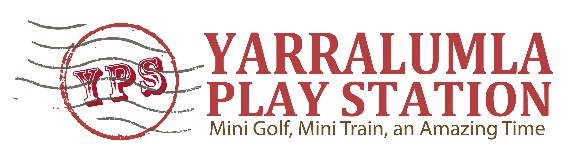 YPS
YARRALUMLA
PLAY STATION
Mini Golf, Mini Train, an Amazing Time